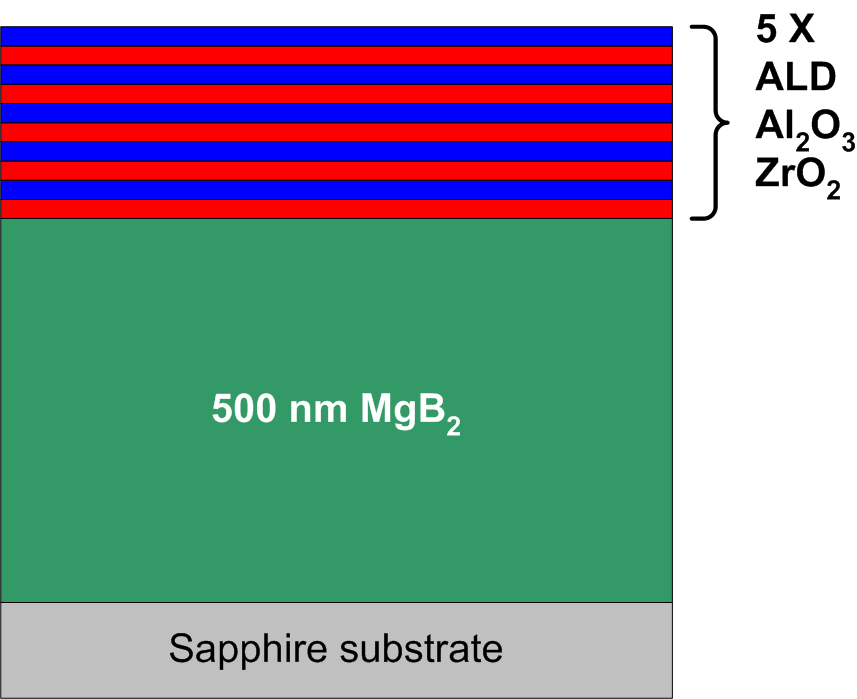 5 X
ALD
Al₂O₃
ZrO₂
500 nm MgB₂
Sapphire substrate